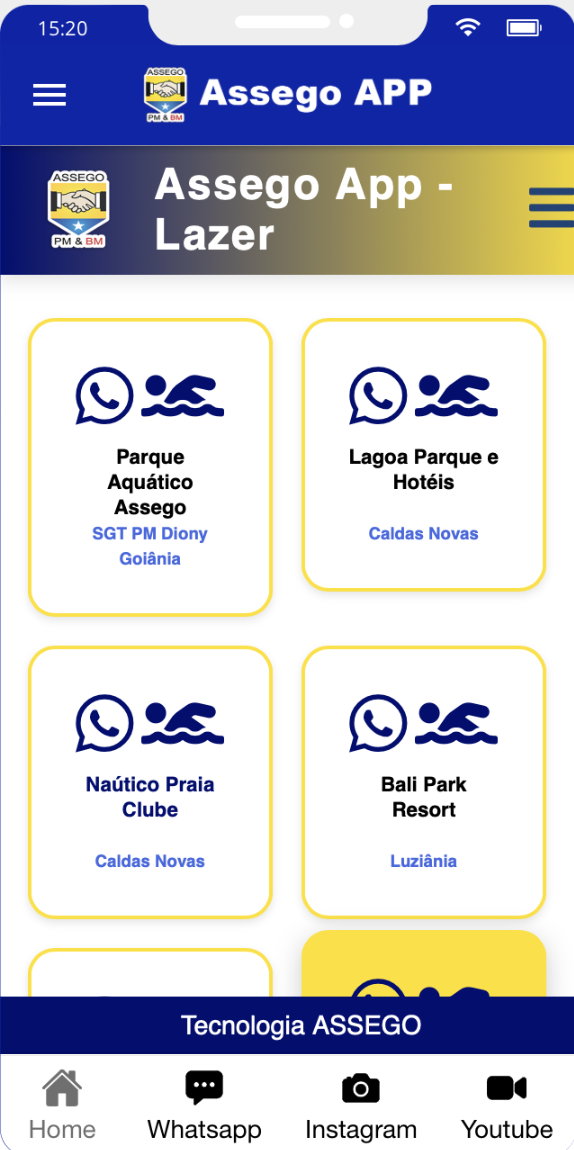 15:20
ASSEGO
PM & BM
Assego APP
ASSEGO
PM & BM
Assego App -
Lazer
Parque
Aquático
Assego
SGT PM Diony
Goiânia
Lagoa Parque e
Hotéis
Caldas Novas
Naútico Praia
Clube
Caldas Novas
Bali Park
Resort
Luziânia
Tecnologia ASSEGO
Home
Whatsapp
Instagram
Youtube